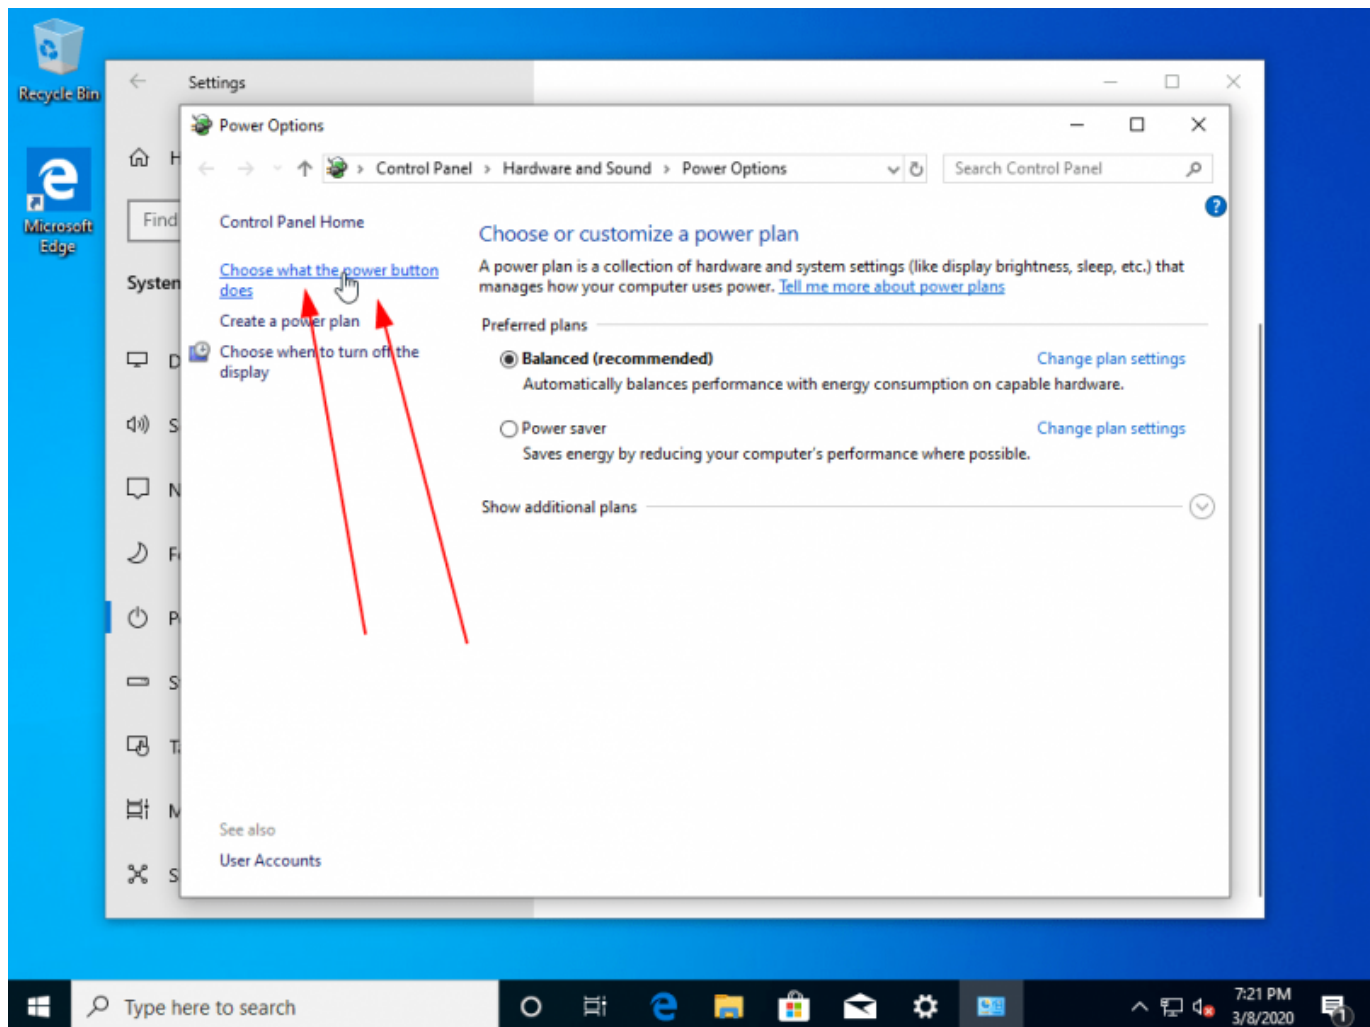 Recycle Bin
Microsoft
Edge
Settings
Find
System
Power Options
Control Panel
Hardware and Sound
Power Options
Search Control Panel
Control Panel Home
Choose what the power button
does
Create a power plan
Choose when to turn off the
display
See also
User Accounts
?
Choose or customize a power plan
A power plan is a collection of hardware and system settings (like display brightness, sleep, etc.) that
manages how your computer uses power. Tell me more about power plans
Preferred plans
Balanced (recommended) Change plan settings
Automatically balances performance with energy consumption on capable hardware.
Power saver Change plan settings
Saves energy by reducing your computer's performance where possible.
Show additional plans
Type here to search
7:21 PM
3/8/2020
1